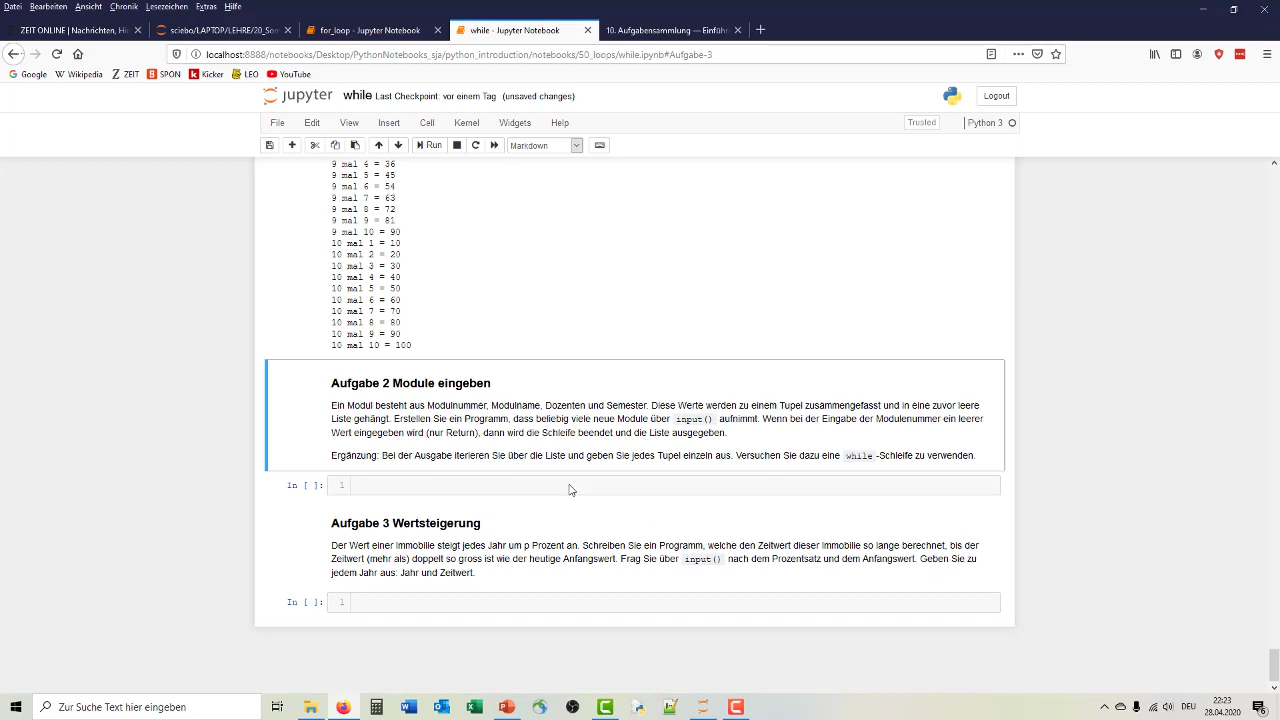 Datei Bearbeiten Ansicht Chronik Lesezeichen Extras Hilfe
ZEIT ONLINE | Nachrichten, Hi
sciebo/LAPTOP/LEHRE/20_Som
for_loop - Jupyter Notebook
while - Jupyter Notebook
10. Aufgabensammlung — Einführ
localhost:8888/notebooks/Desktop/PythonNotebooks_sja/python_introduction/notebooks/50_loops/while.ipynb#Aufgabe-3
Google Wikipedia ZEIT SPON Kicker LEO YouTube
jupyter while Last Checkpoint: vor einem Tag (unsaved changes)
Logout
File Edit View Insert Cell Kernel Widgets Help
Trusted
Python 3
Run
Markdown
9 mal 4 = 36
9 mal 5 = 45
9 mal 6 = 54
9 mal 7 = 63
9 mal 8 = 72
9 mal 9 = 81
9 mal 10 = 90
10 mal 1 = 10
10 mal 2 = 20
10 mal 3 = 30
10 mal 4 = 40
10 mal 5 = 50
10 mal 6 = 60
10 mal 7 = 70
10 mal 8 = 80
10 mal 9 = 90
10 mal 10 = 100
Aufgabe 2 Module eingeben
Ein Modul besteht aus Modulnummer, Modulname, Dozenten und Semester. Diese Werte werden zu einem Tupel zusammengefasst und in eine zuvor leere
Liste gehängt. Erstellen Sie ein Programm, dass beliebig viele neue Module über input() aufnimmt. Wenn bei der Eingabe der Modulenummer ein leerer
Wert eingegeben wird (nur Return), dann wird die Schleife beendet und die Liste ausgegeben.
Ergänzung: Bei der Ausgabe iterieren Sie über die Liste und geben Sie jedes Tupel einzeln aus. Versuchen Sie dazu eine while -Schleife zu verwenden.
In [ ]: 1
Aufgabe 3 Wertsteigerung
Der Wert einer Immobilie steigt jedes Jahr um p Prozent an. Schreiben Sie ein Programm, welche den Zeitwert dieser Immobilie so lange berechnet, bis der
Zeitwert (mehr als) doppelt so gross ist wie der heutige Anfangswert. Frag Sie über input() nach dem Prozentsatz und dem Anfangswert. Geben Sie zu
jedem Jahr aus: Jahr und Zeitwert.
In [ ]: 1
Zur Suche Text hier eingeben
DEU
22:23
28.04.2020